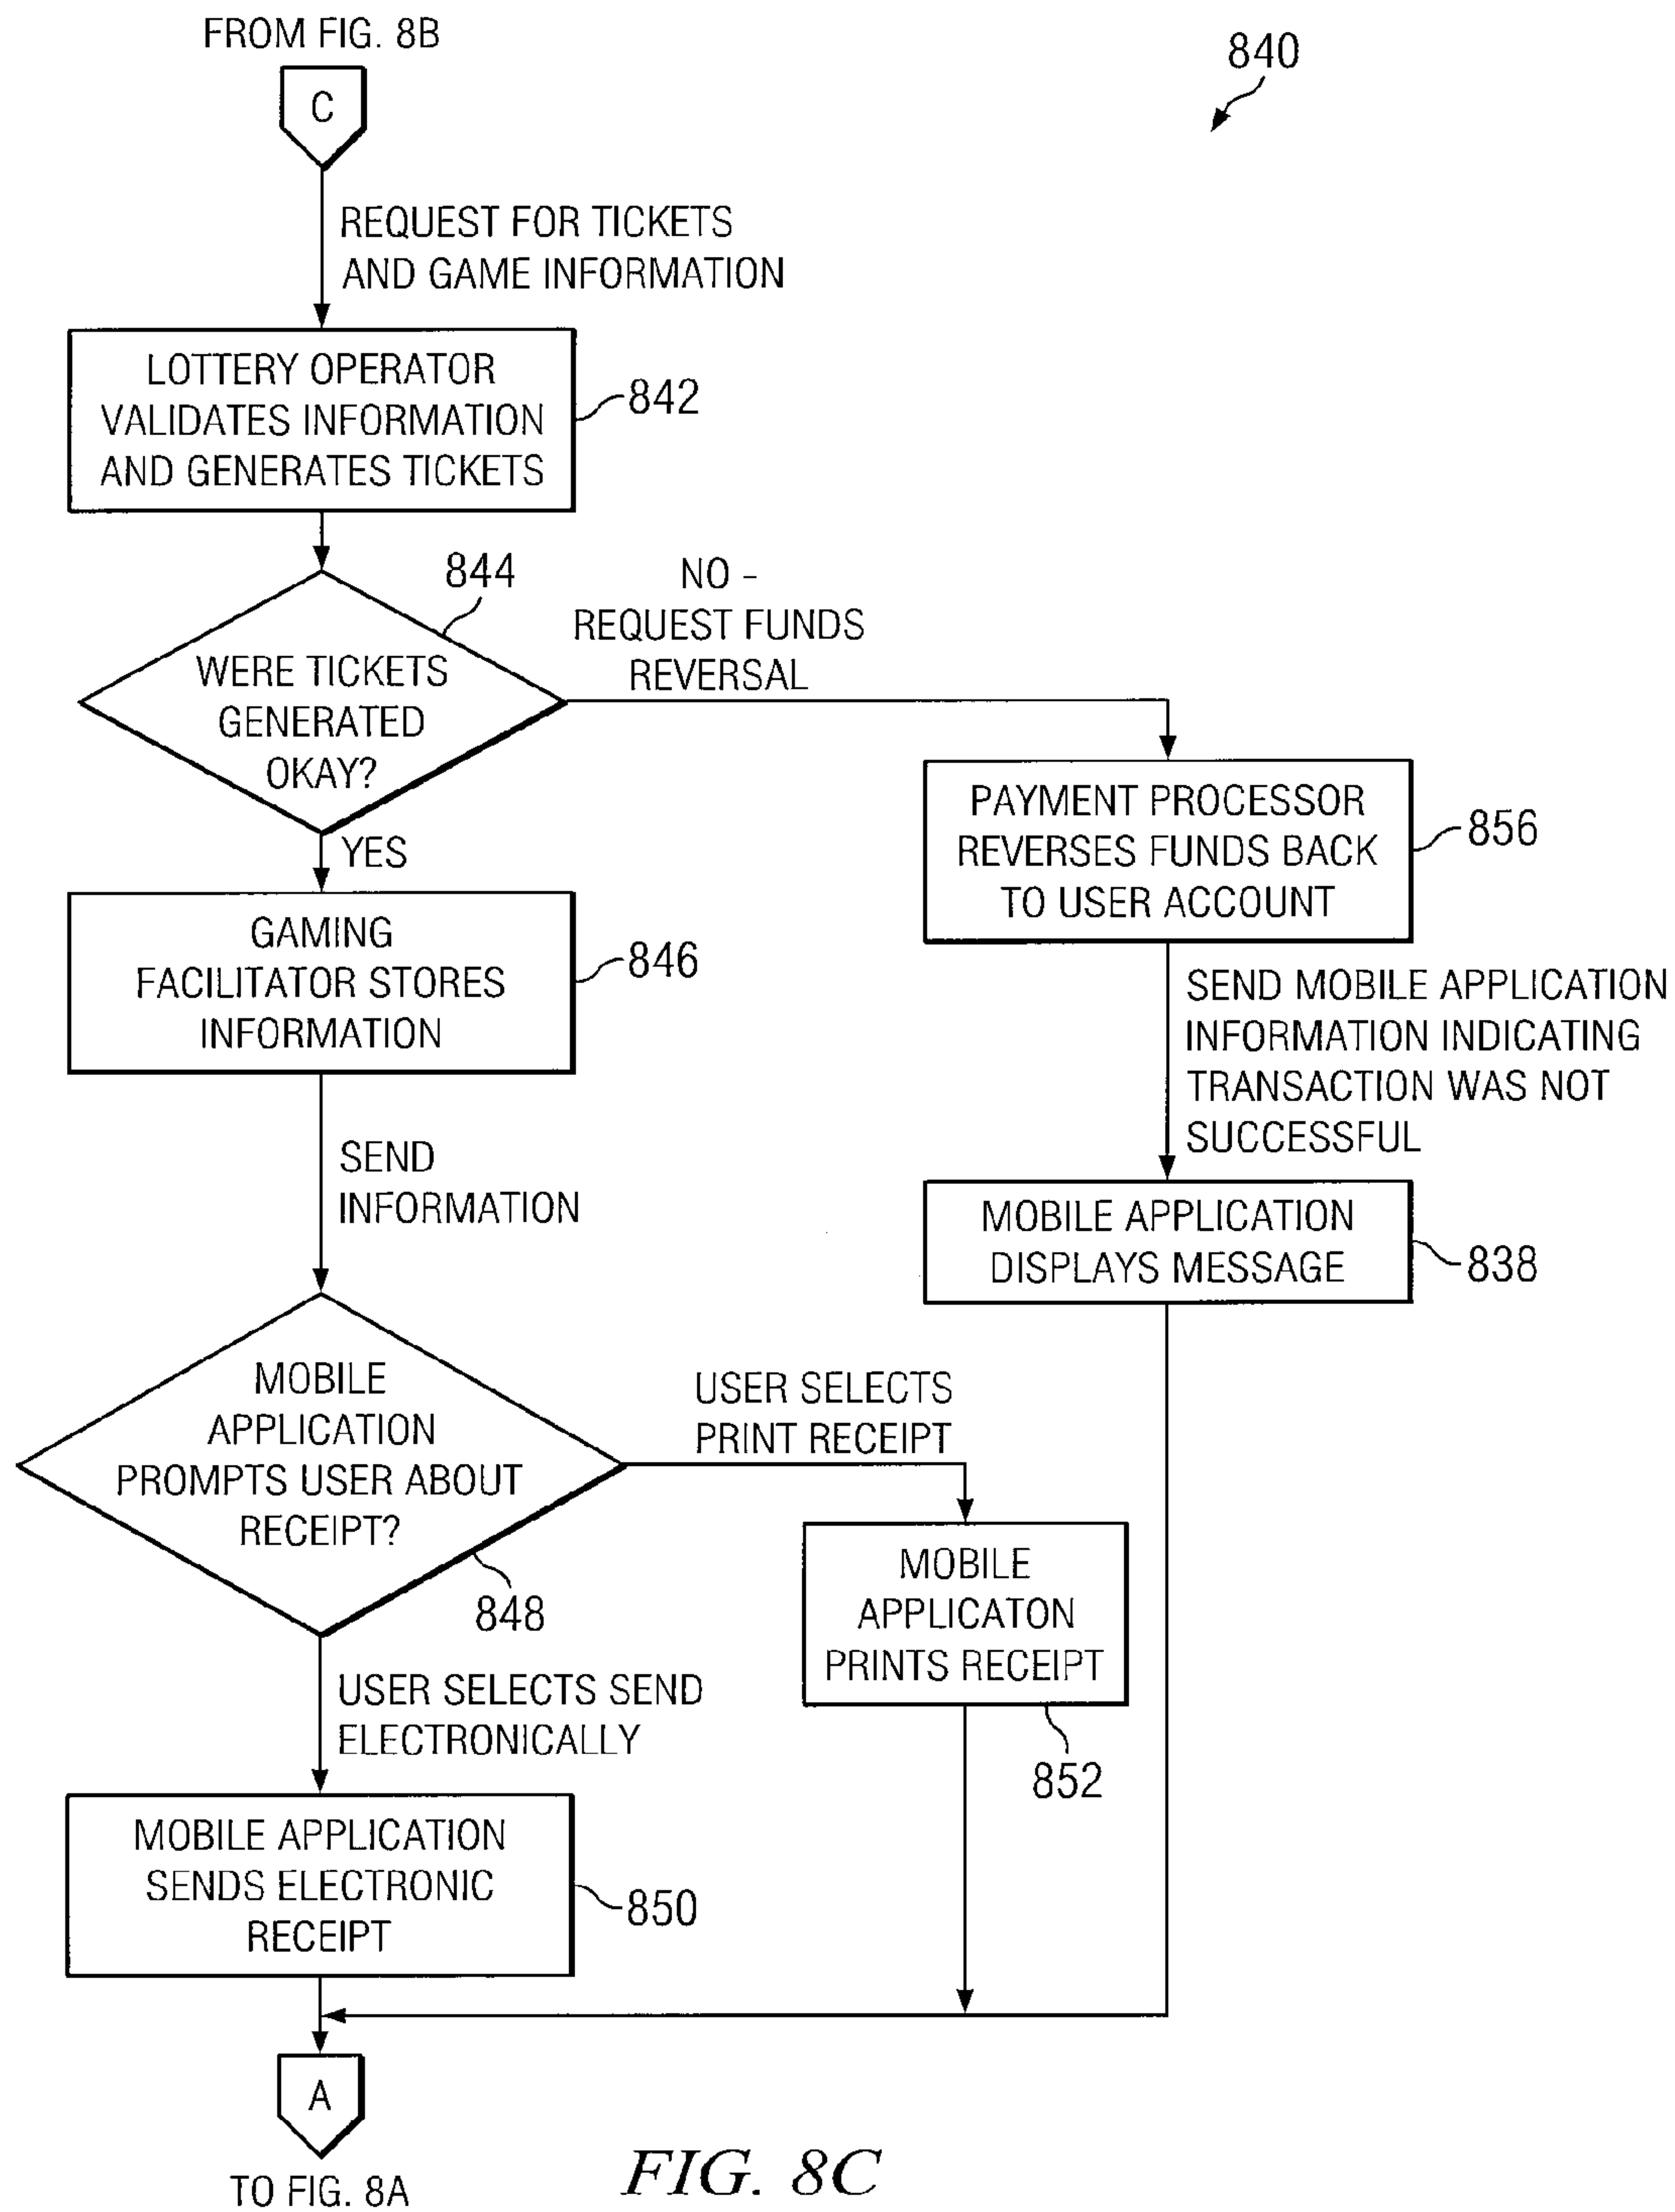 FROM FIG. 8B
840
C
REQUEST FOR TICKETS
AND GAME INFORMATION
LOTTERY OPERATOR
VALIDATES INFORMATION
AND GENERATES TICKETS
842
844
NO -
REQUEST FUNDS
REVERSAL
WERE TICKETS
GENERATED
OKAY?
YES
PAYMENT PROCESSOR
REVERSES FUNDS BACK
TO USER ACCOUNT
856
GAMING
FACILITATOR STORES
INFORMATION
846
SEND MOBILE APPLICATION
INFORMATION INDICATING
TRANSACTION WAS NOT
SUCCESSFUL
SEND
INFORMATION
MOBILE APPLICATION
DISPLAYS MESSAGE
838
MOBILE
APPLICATION
PROMPTS USER ABOUT
RECEIPT?
848
USER SELECTS
PRINT RECEIPT
MOBILE
APPLICATON
PRINTS RECEIPT
852
USER SELECTS SEND
ELECTRONICALLY
MOBILE APPLICATION
SENDS ELECTRONIC
RECEIPT
850
A
TO FIG. 8A
FIG. 8C